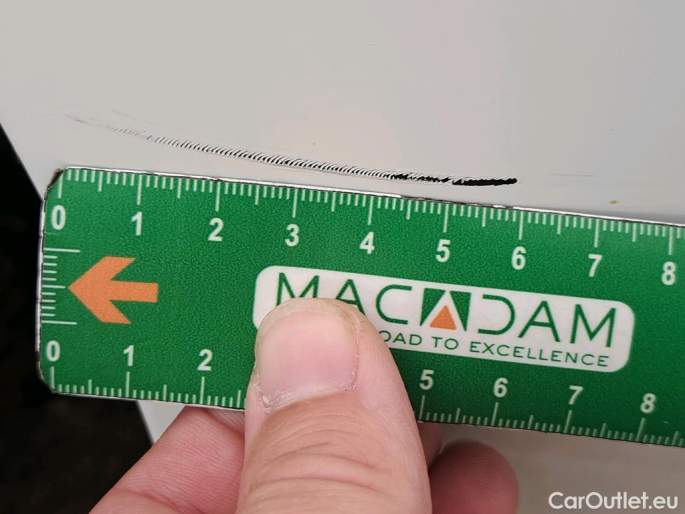 0 1 2 3 4 5 6 7 8
MACADAM
OAD TO EXCELLENCE
0 1 2 5 6 7 8
CarOutlet.eu